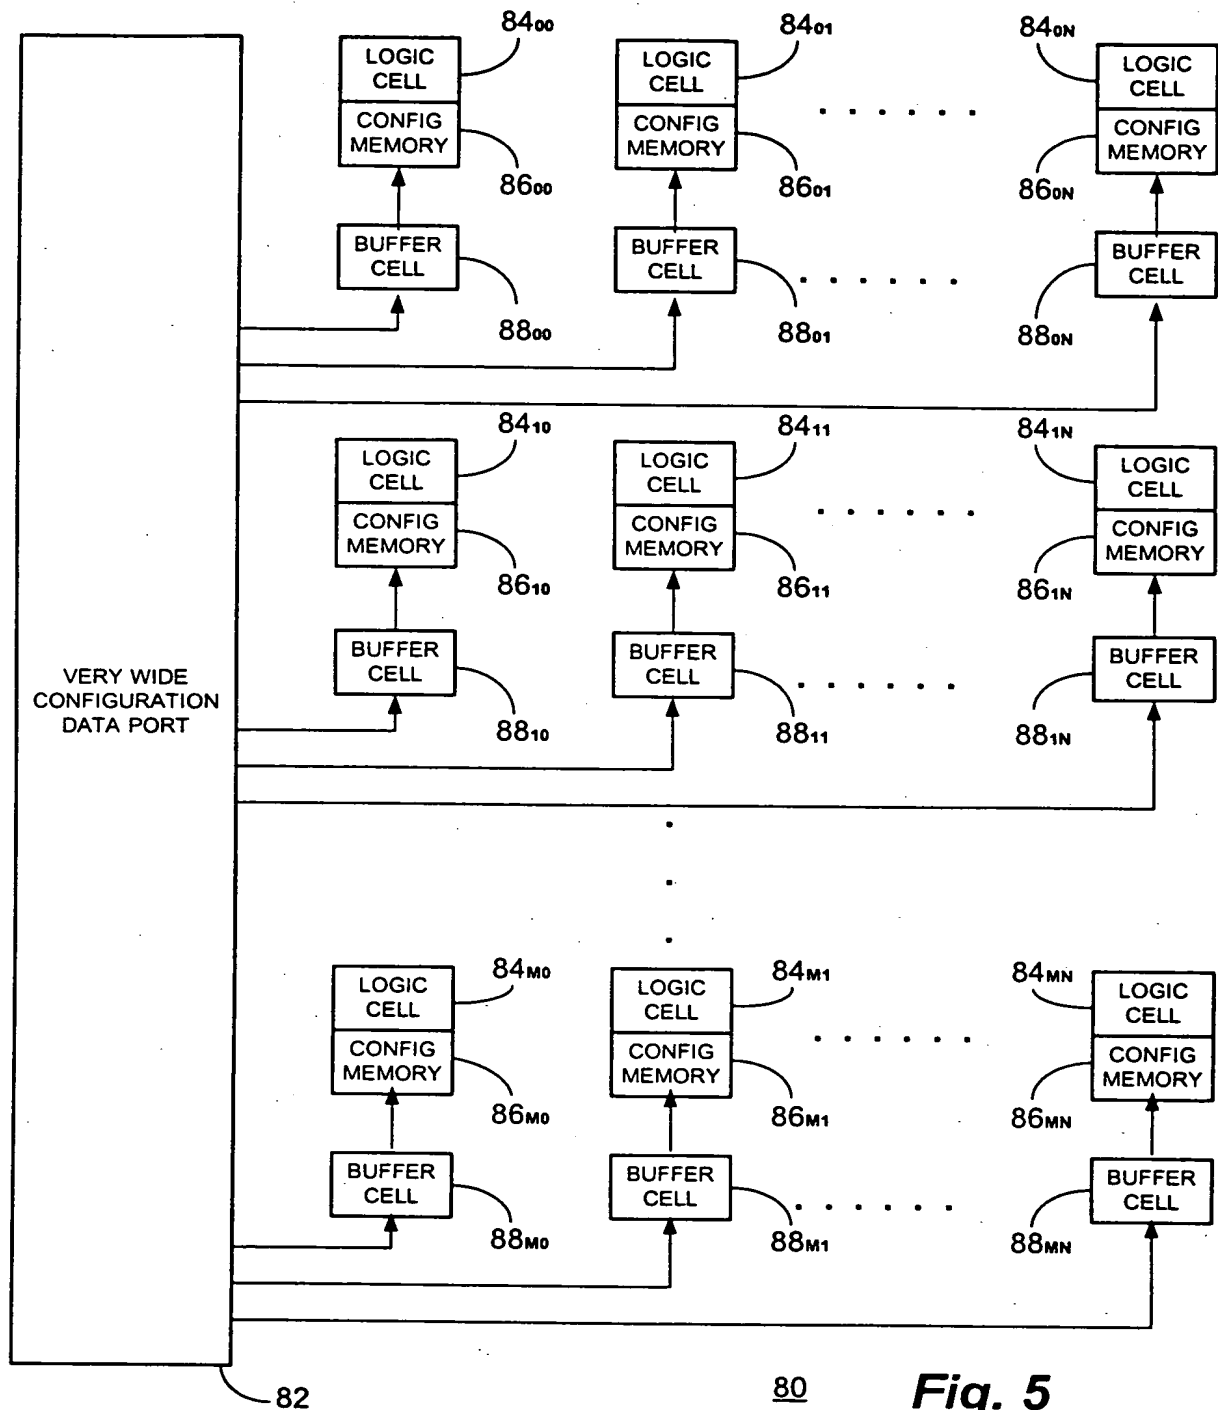 8400 8401 840N
LOGIC CELL LOGIC CELL LOGIC CELL
CONFIG MEMORY CONFIG MEMORY CONFIG MEMORY
8600 8601 860N
BUFFER CELL BUFFER CELL BUFFER CELL
8800 8801 880N
8410 8411 841N
LOGIC CELL LOGIC CELL LOGIC CELL
CONFIG MEMORY CONFIG MEMORY CONFIG MEMORY
8610 8611 861N
BUFFER CELL BUFFER CELL BUFFER CELL
8810 8811 881N
VERY WIDE
CONFIGURATION
DATA PORT
84M0 84M1 84MN
LOGIC CELL LOGIC CELL LOGIC CELL
CONFIG MEMORY CONFIG MEMORY CONFIG MEMORY
86M0 86M1 86MN
BUFFER CELL BUFFER CELL BUFFER CELL
88M0 88M1 88MN
82 80 Fig. 5